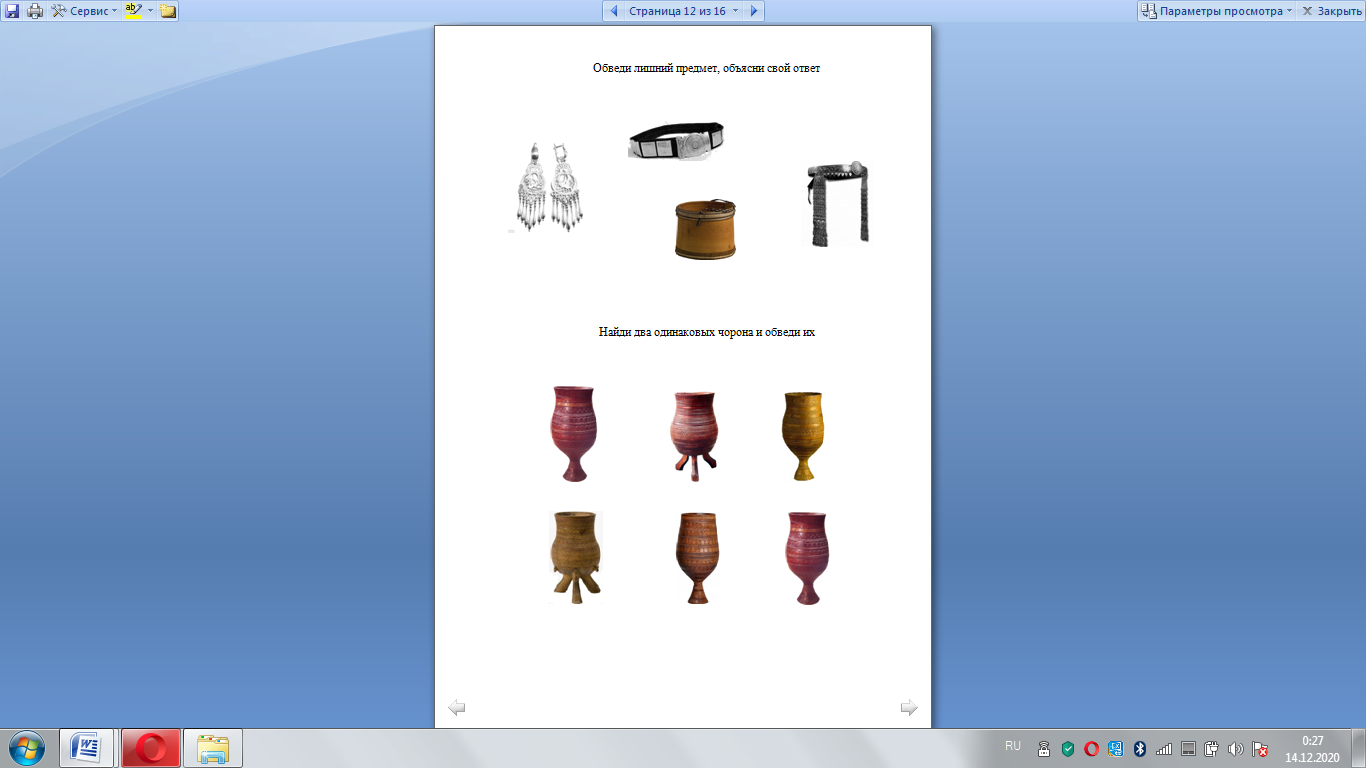 Сервис
Страница 12 из 16
Параметры просмотра
Закрыть
Обведи лишний предмет, объясни свой ответ
Найди два одинаковых чорона и обведи их
RU
0:27
14.12.2020